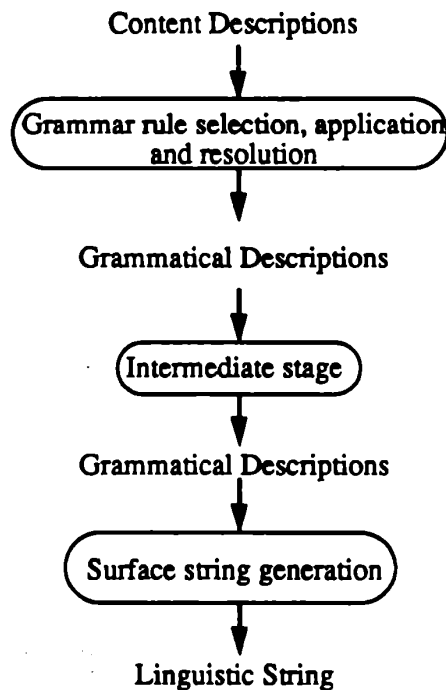 Content Descriptions
Grammar rule selection, application
and resolution
Grammatical Descriptions
Intermediate stage
Grammatical Descriptions
Surface string generation
Linguistic String